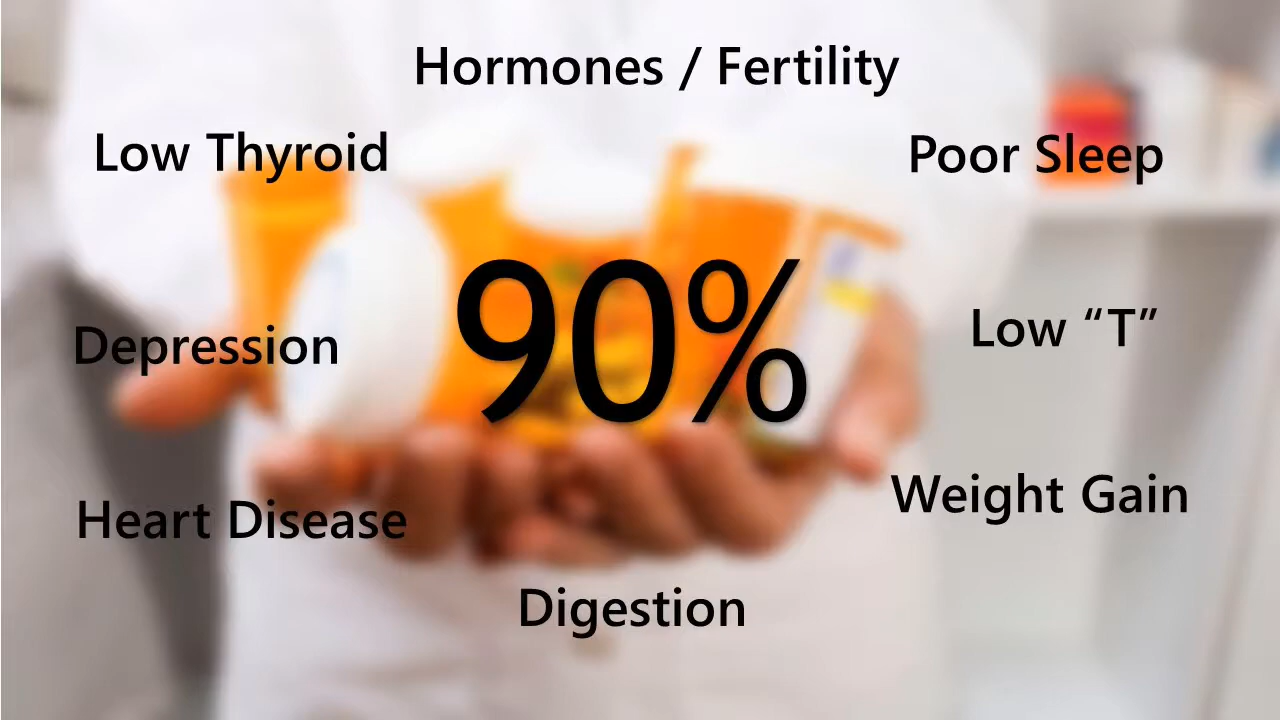 Hormones / Fertility
Low Thyroid
Poor Sleep
90%
Low “T”
Depression
Weight Gain
Heart Disease
Digestion